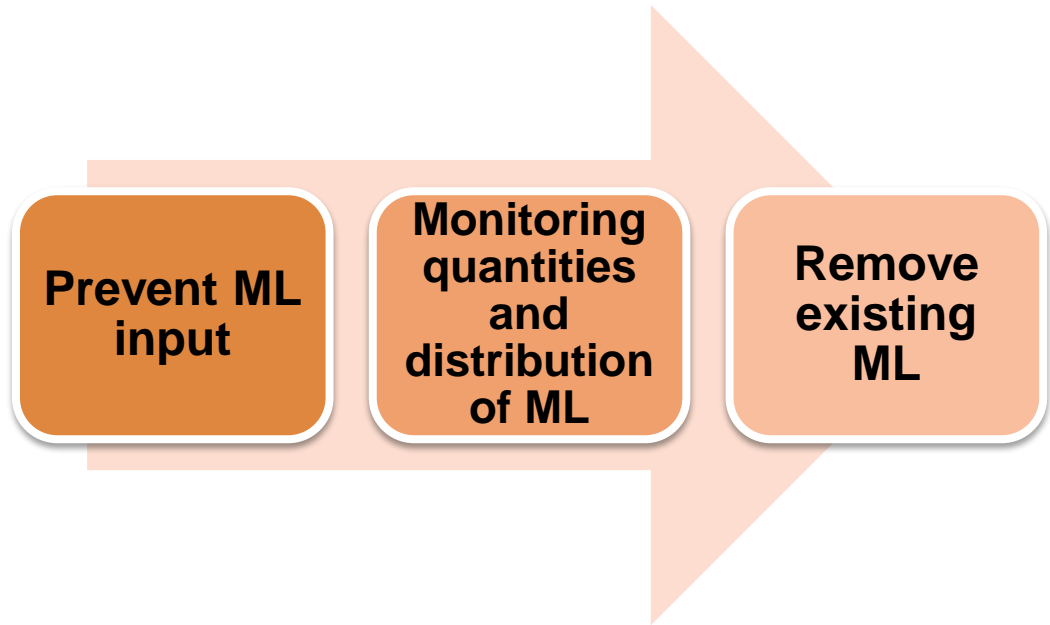 Prevent ML
input
Monitoring
quantities
and
distribution
of ML
Remove
existing
ML